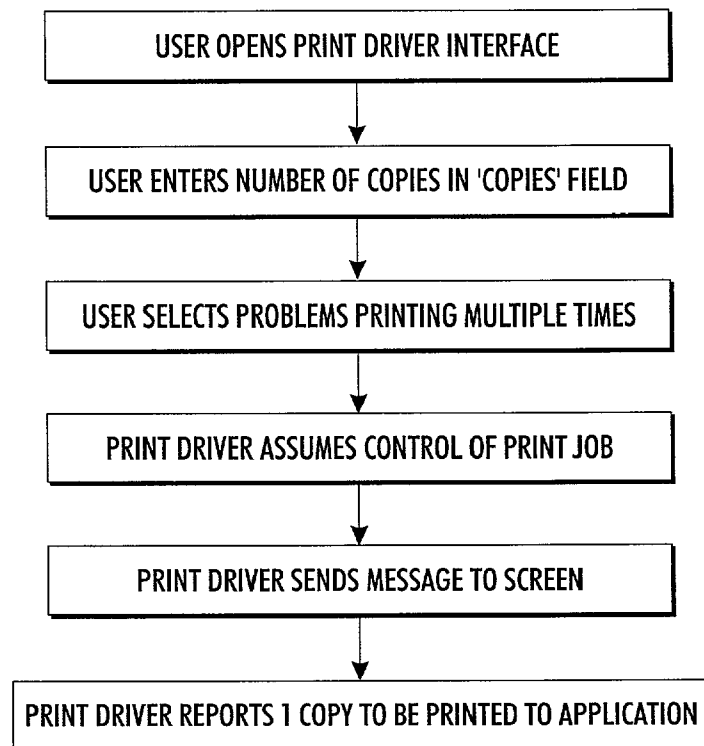 USER OPENS PRINT DRIVER INTERFACE
USER ENTERS NUMBER OF COPIES IN 'COPIES' FIELD
USER SELECTS PROBLEMS PRINTING MULTIPLE TIMES
PRINT DRIVER ASSUMES CONTROL OF PRINT JOB
PRINT DRIVER SENDS MESSAGE TO SCREEN
PRINT DRIVER REPORTS 1 COPY TO BE PRINTED TO APPLICATION